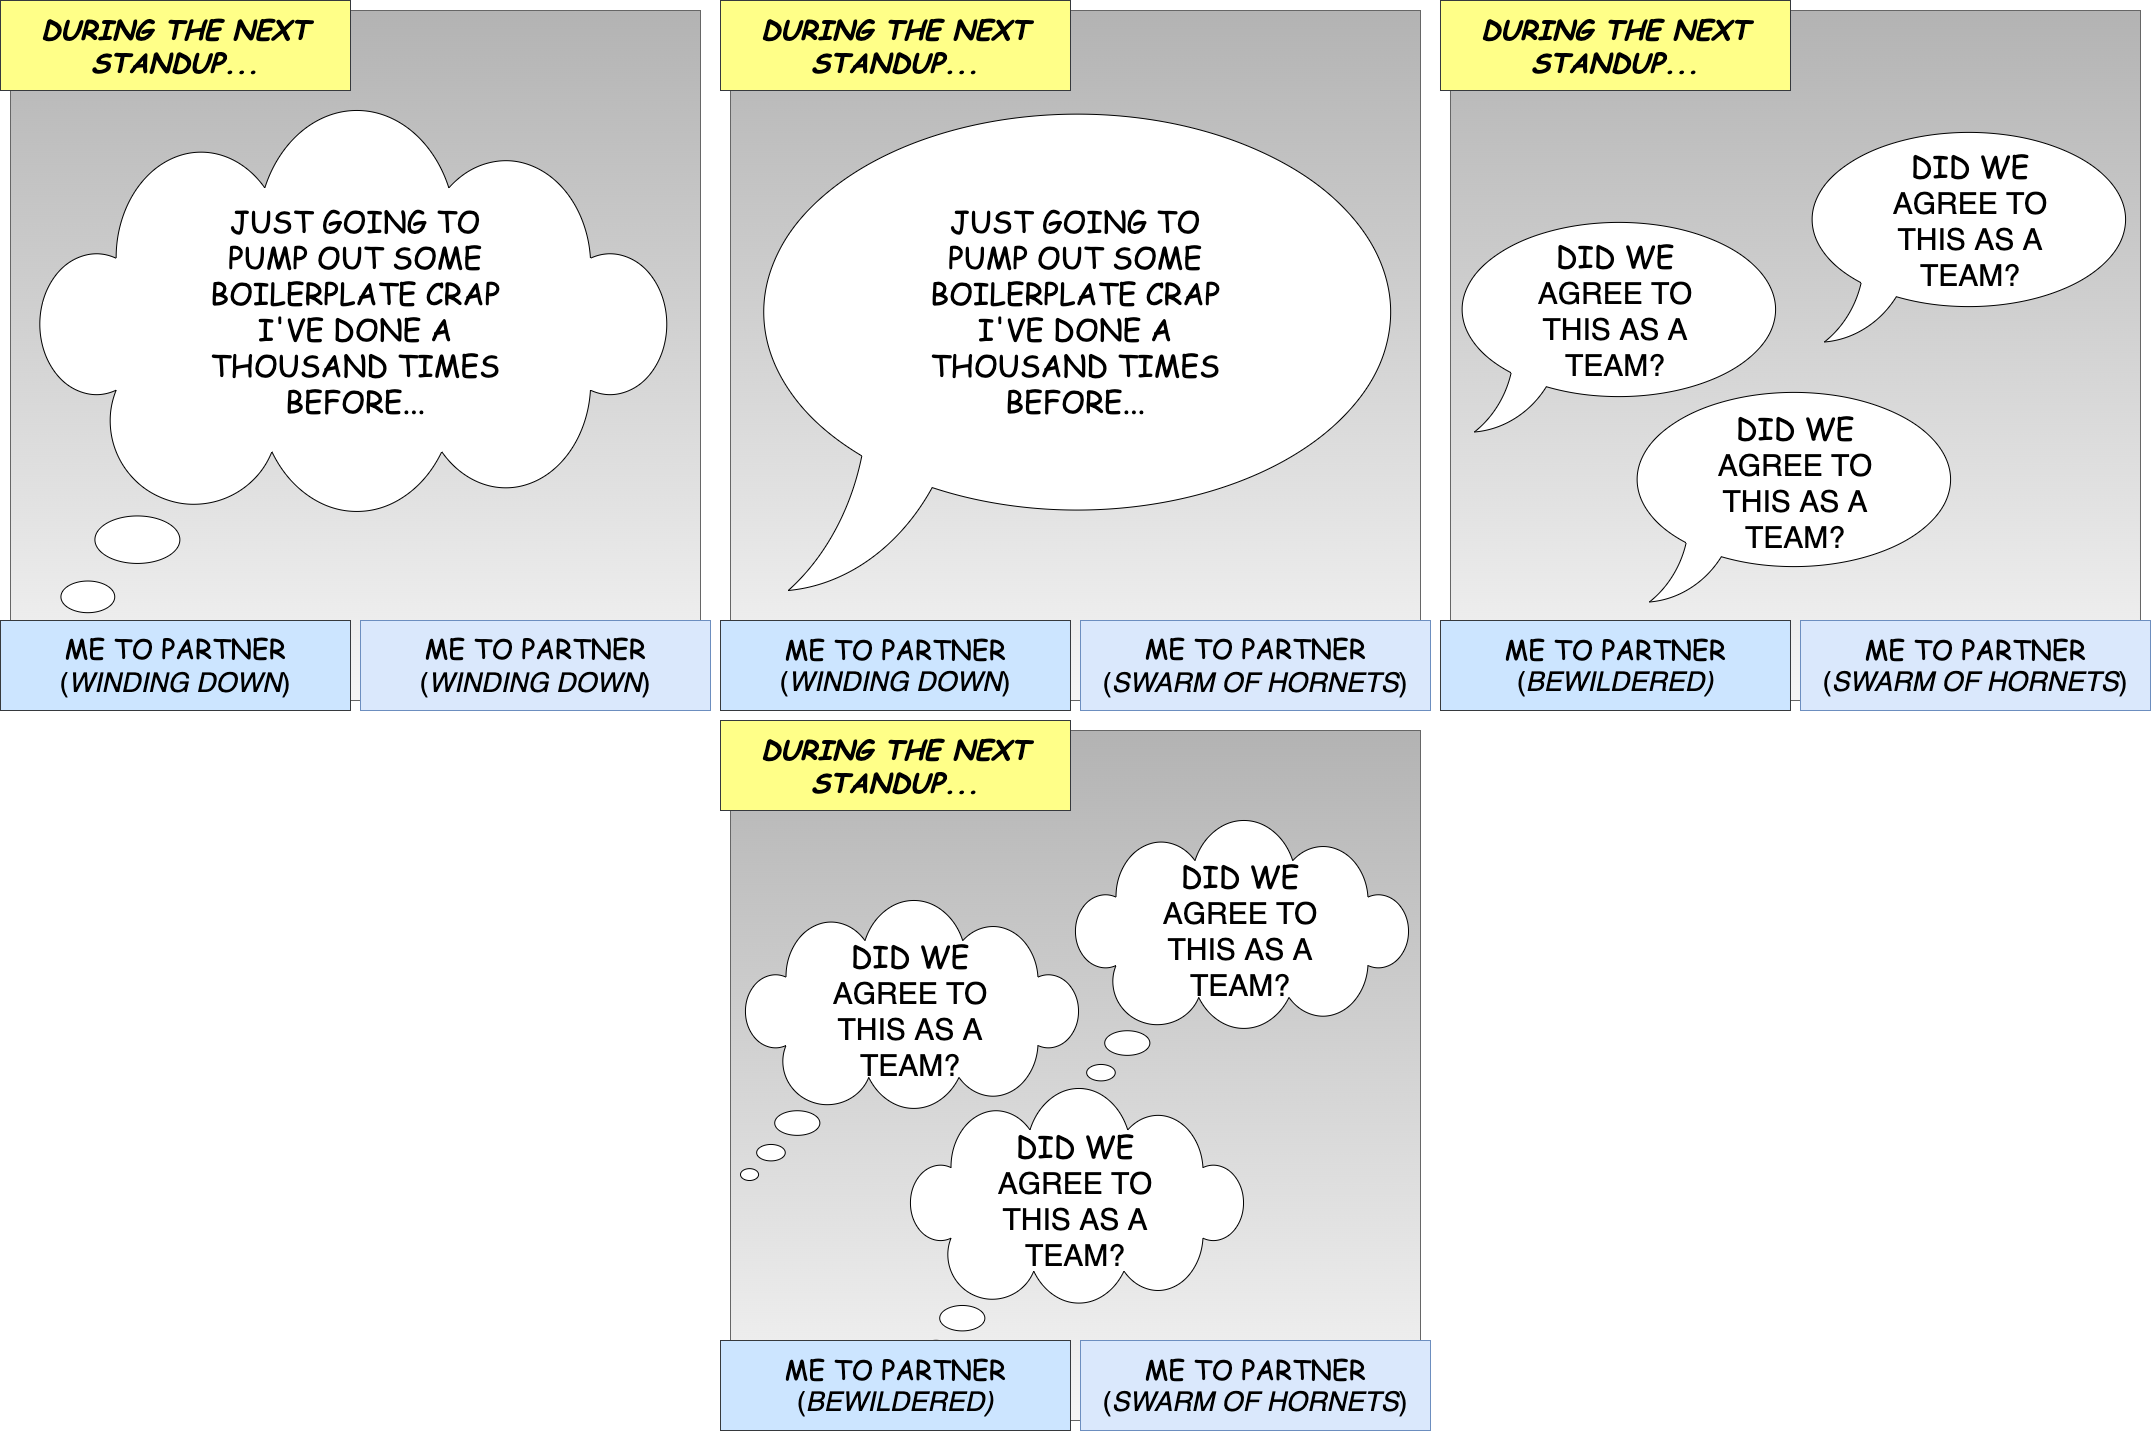 DURING THE NEXT
STANDUP...
JUST GOING TO
PUMP OUT SOME
BOILERPLATE CRAP
I'VE DONE A
THOUSAND TIMES
BEFORE...
ME TO PARTNER
(WINDING DOWN)
ME TO PARTNER
(WINDING DOWN)
DURING THE NEXT
STANDUP...
JUST GOING TO
PUMP OUT SOME
BOILERPLATE CRAP
I'VE DONE A
THOUSAND TIMES
BEFORE...
ME TO PARTNER
(WINDING DOWN)
ME TO PARTNER
(SWARM OF HORNETS)
DURING THE NEXT
STANDUP...
DID WE
AGREE TO
THIS AS A
TEAM?
DID WE
AGREE TO
THIS AS A
TEAM?
DID WE
AGREE TO
THIS AS A
TEAM?
ME TO PARTNER
(BEWILDERED)
ME TO PARTNER
(SWARM OF HORNETS)
DURING THE NEXT
STANDUP...
DID WE
AGREE TO
THIS AS A
TEAM?
DID WE
AGREE TO
THIS AS A
TEAM?
DID WE
AGREE TO
THIS AS A
TEAM?
ME TO PARTNER
(BEWILDERED)
ME TO PARTNER
(SWARM OF HORNETS)